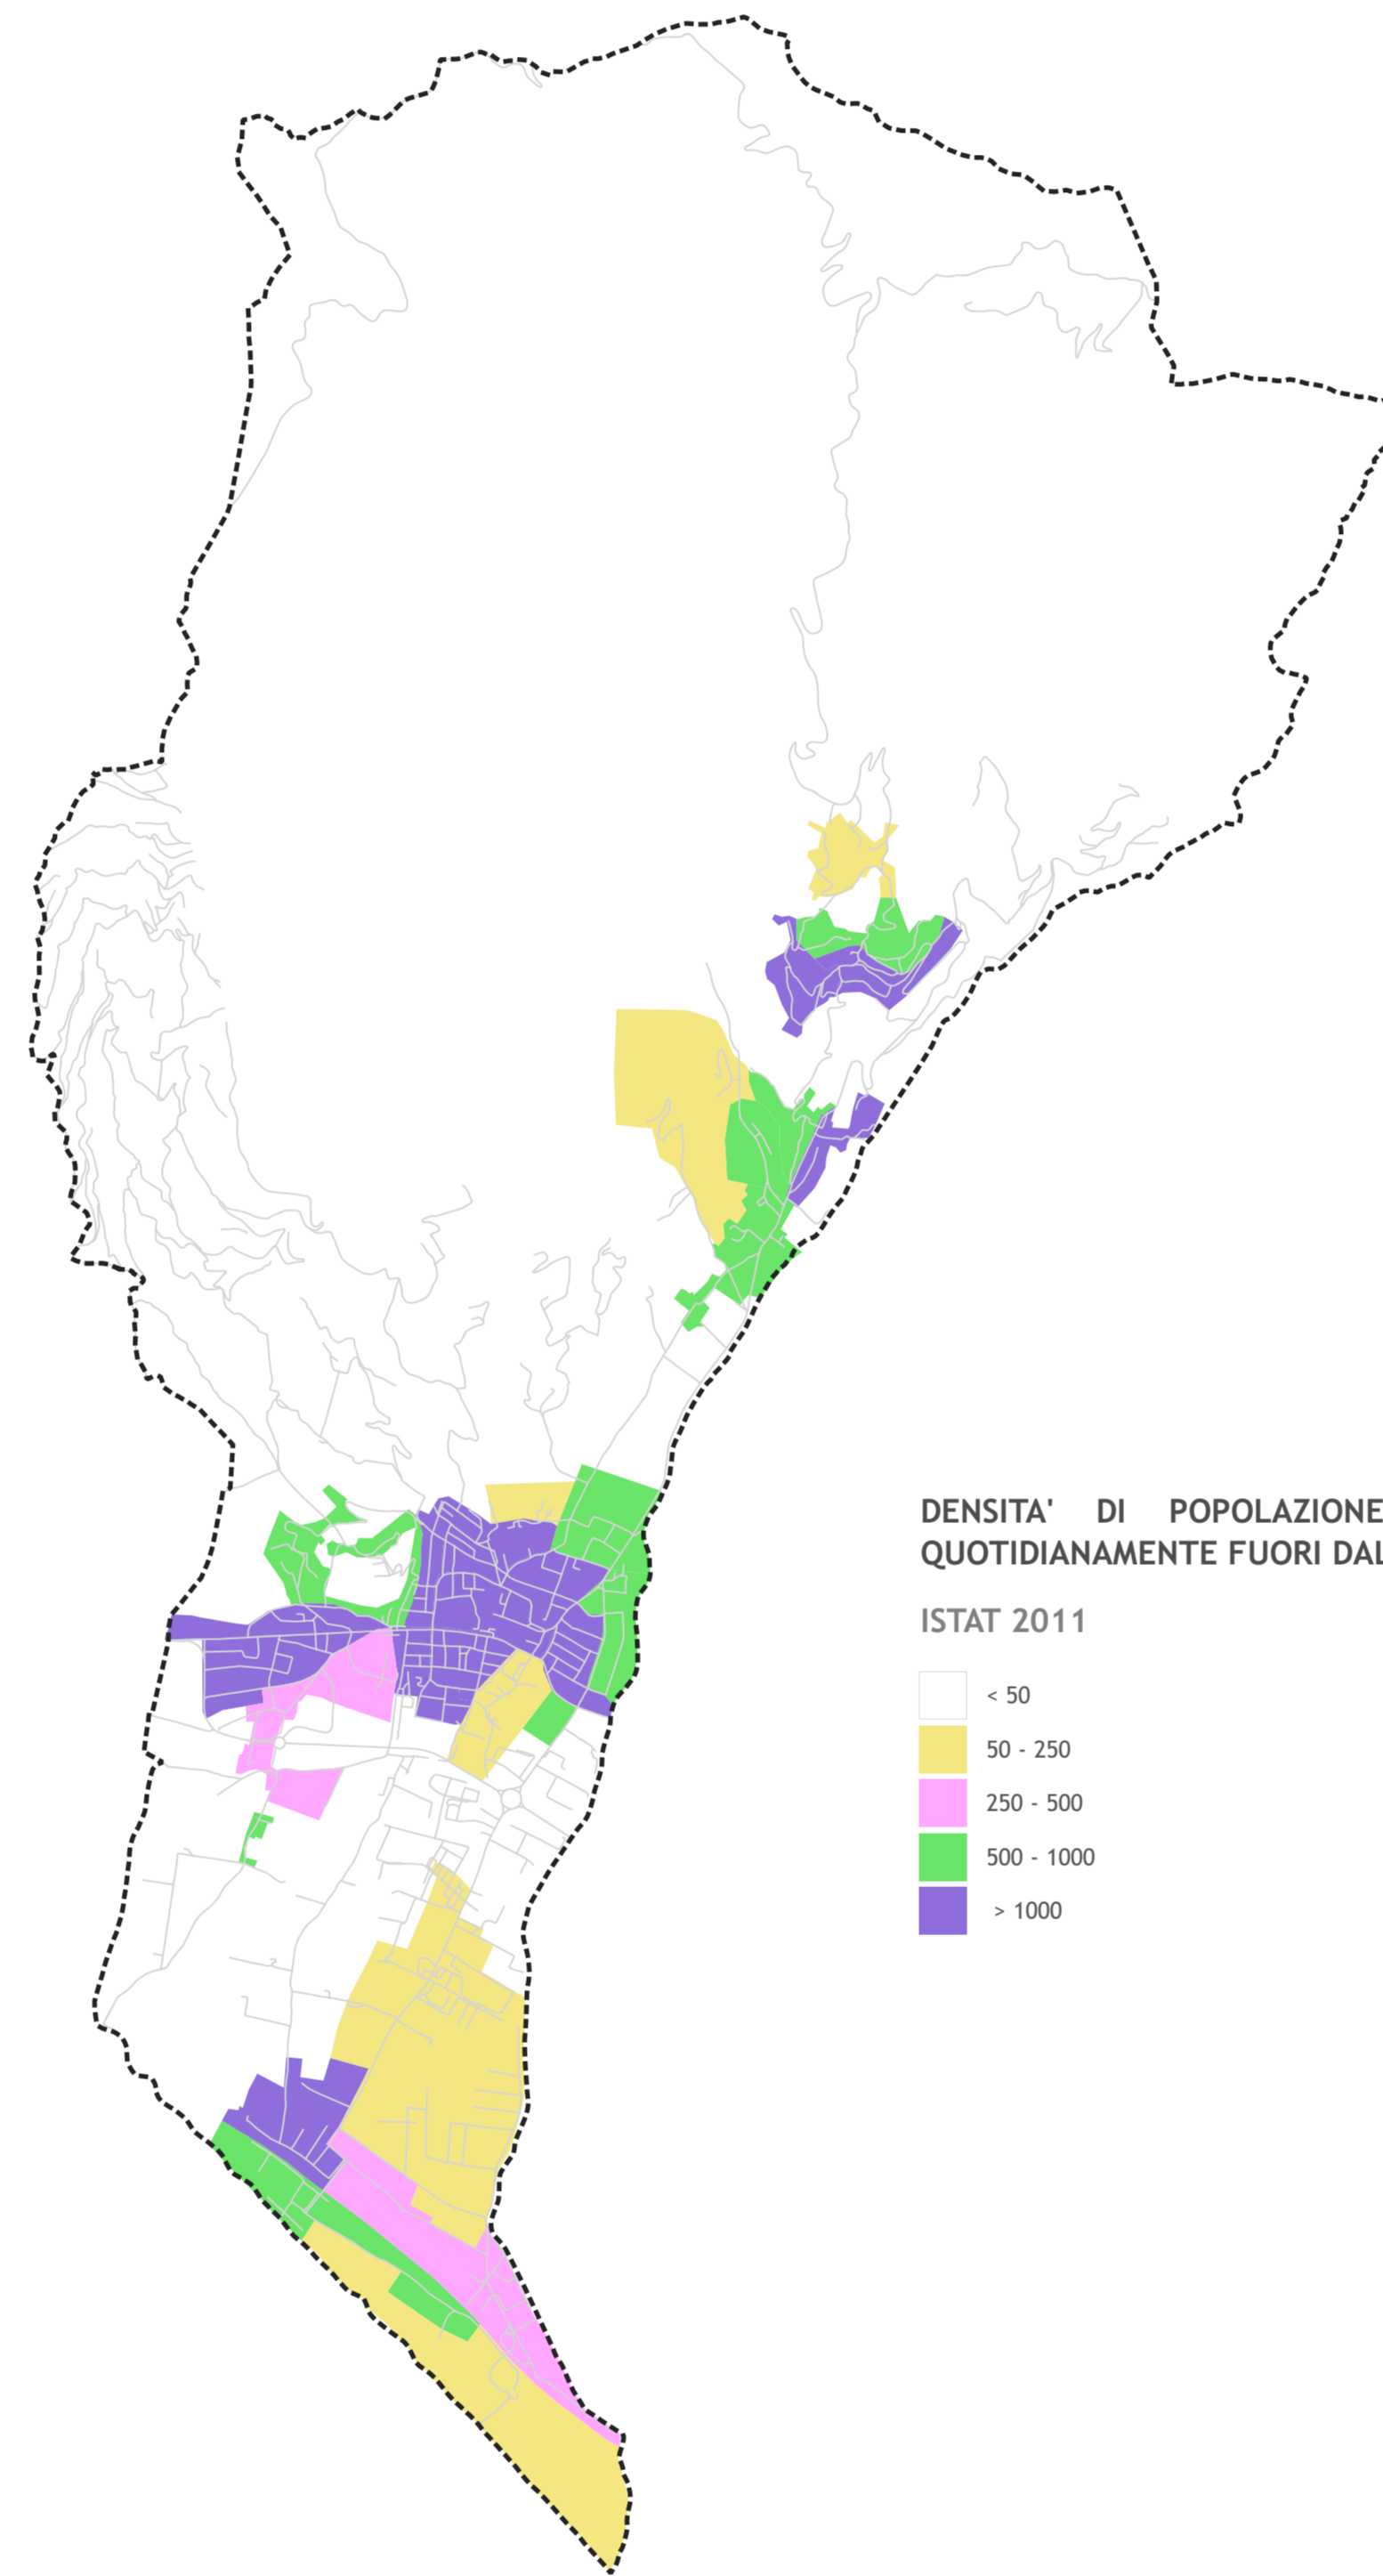 DENSITA' DI POPOLAZIONE
QUOTIDIANAMENTE FUORI DAL
ISTAT 2011
< 50
50 - 250
250 - 500
500 - 1000
> 1000